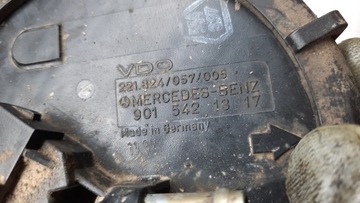 VDO
221.824/057/005
MERCEDES-BENZ
901 542 13 17
Made in Germany